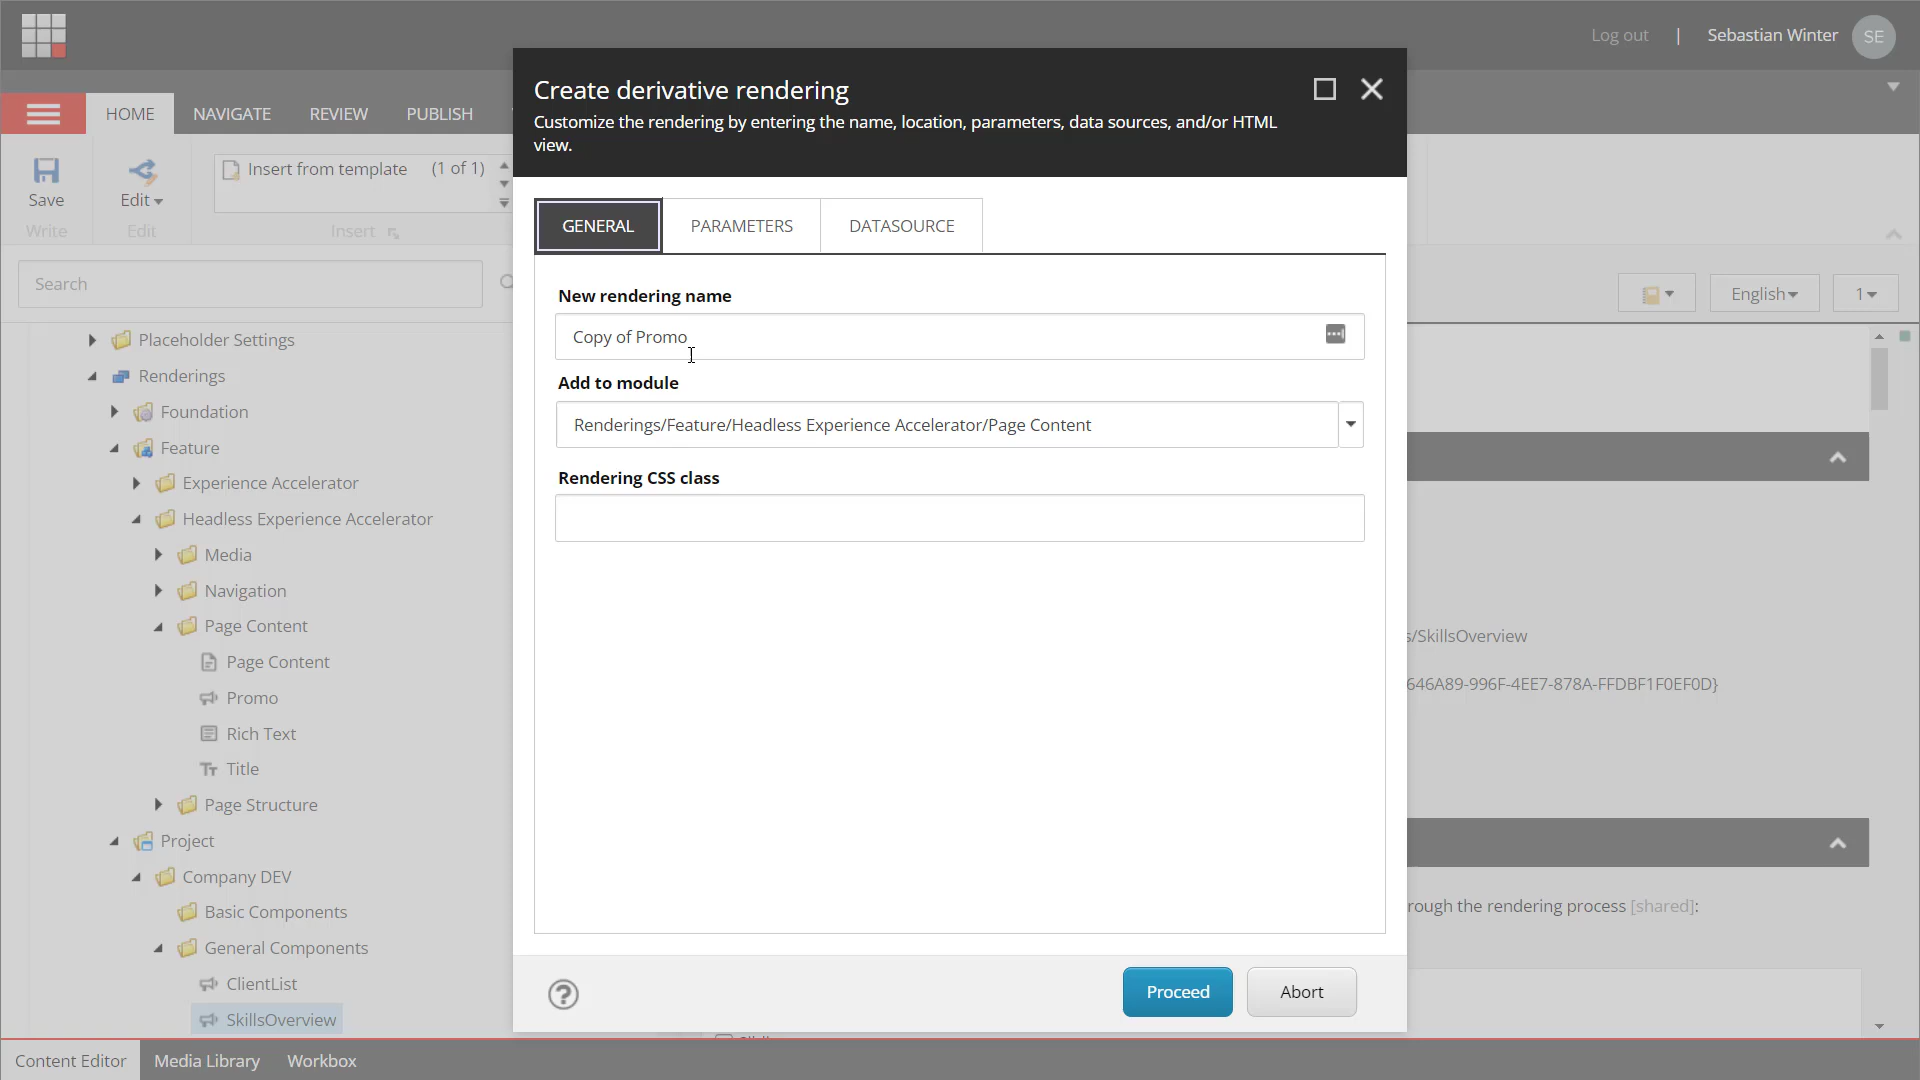 Log out | Sebastian Winter SE
HOME NAVIGATE REVIEW PUBLISH
Save
Write
Edit
Edit
Insert from template (1 of 1)
Insert
Search
Placeholder Settings
Renderings
Foundation
Feature
Experience Accelerator
Headless Experience Accelerator
Media
Navigation
Page Content
Page Content
Promo
Rich Text
Title
Page Structure
Project
Company DEV
Basic Components
General Components
ClientList
SkillsOverview
Create derivative rendering
Customize the rendering by entering the name, location, parameters, data sources, and/or HTML
view.
GENERAL PARAMETERS DATASOURCE
New rendering name
Copy of Promo
Add to module
Renderings/Feature/Headless Experience Accelerator/Page Content
Rendering CSS class
? Proceed Abort
English 1
s/SkillsOverview
646A89-996F-4EE7-878A-FFDBF1F0EF0D}
rough the rendering process [shared]:
Content Editor Media Library Workbox